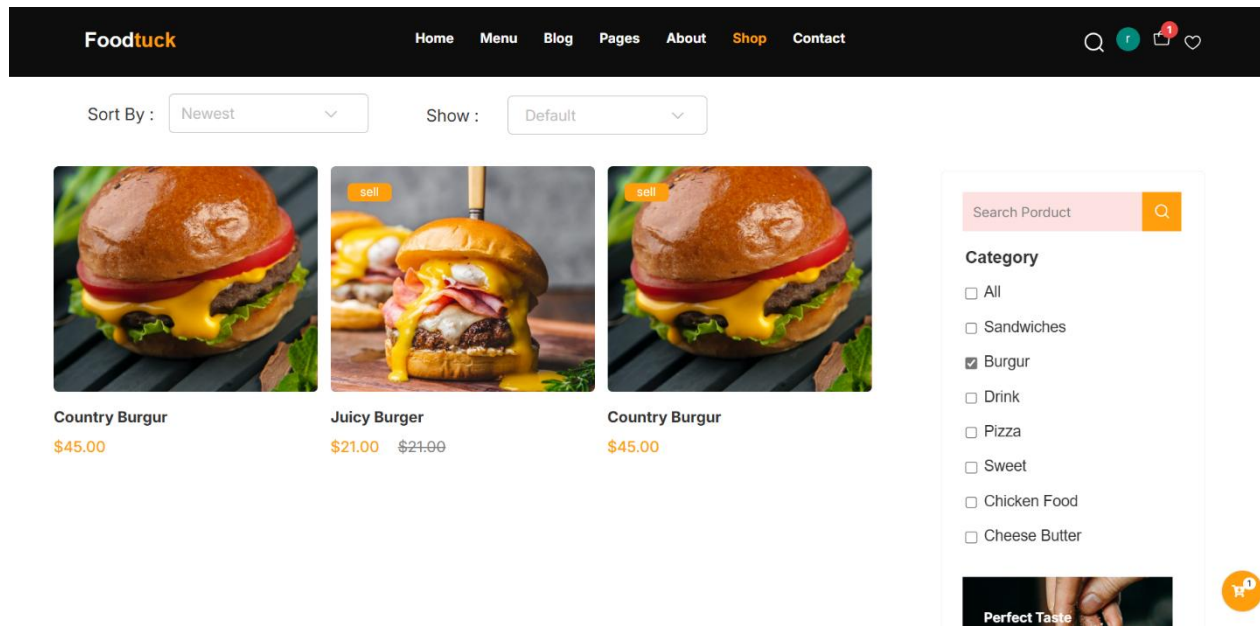 Foodtuck Home Menu Blog Pages About Shop Contact r 1
Sort By : Newest Show : Default
sell sell
Search Porduct
Category
All
Sandwiches
Burgur
Drink
Pizza
Sweet
Chicken Food
Cheese Butter
Country Burgur Juicy Burger Country Burgur
$45.00 $21.00 $21.00 $45.00
1
Perfect Taste